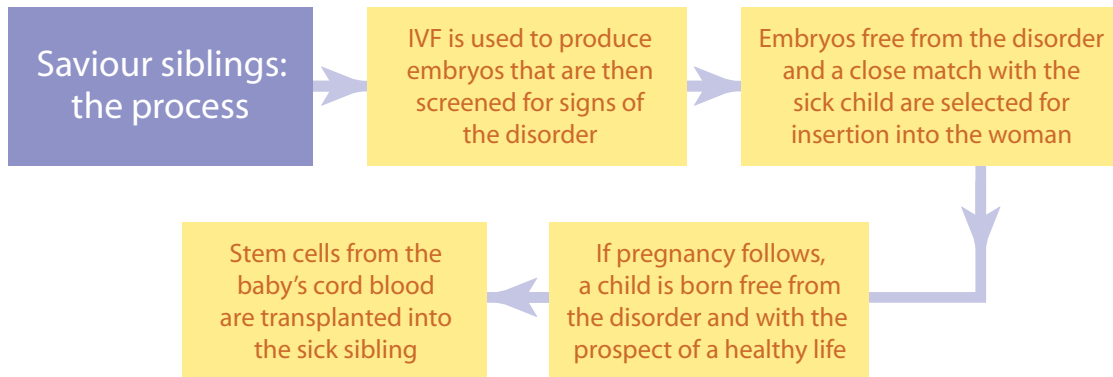 Saviour siblings:
the process
IVF is used to produce
embryos that are then
screened for signs of
the disorder
Embryos free from the disorder
and a close match with the
sick child are selected for
insertion into the woman
If pregnancy follows,
a child is born free from
the disorder and with the
prospect of a healthy life
Stem cells from the
baby’s cord blood
are transplanted into
the sick sibling